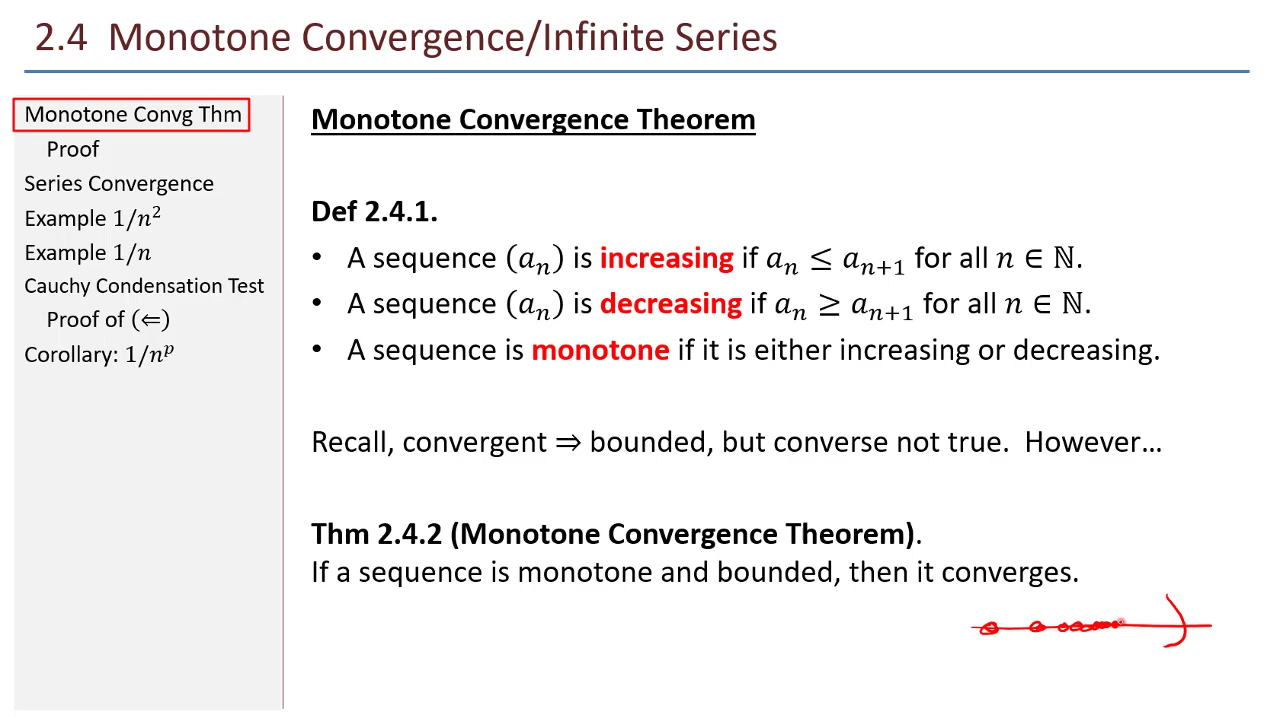 2.4 Monotone Convergence/Infinite Series
Monotone Convg Thm
Proof
Series Convergence
Example 1/n²
Example 1/n
Cauchy Condensation Test
Proof of (⇐)
Corollary: 1/nᵖ
Monotone Convergence Theorem
Def 2.4.1.
• A sequence (aₙ) is increasing if aₙ ≤ aₙ₊₁ for all n ∈ ℕ.
• A sequence (aₙ) is decreasing if aₙ ≥ aₙ₊₁ for all n ∈ ℕ.
• A sequence is monotone if it is either increasing or decreasing.
Recall, convergent ⇒ bounded, but converse not true. However…
Thm 2.4.2 (Monotone Convergence Theorem).
If a sequence is monotone and bounded, then it converges.